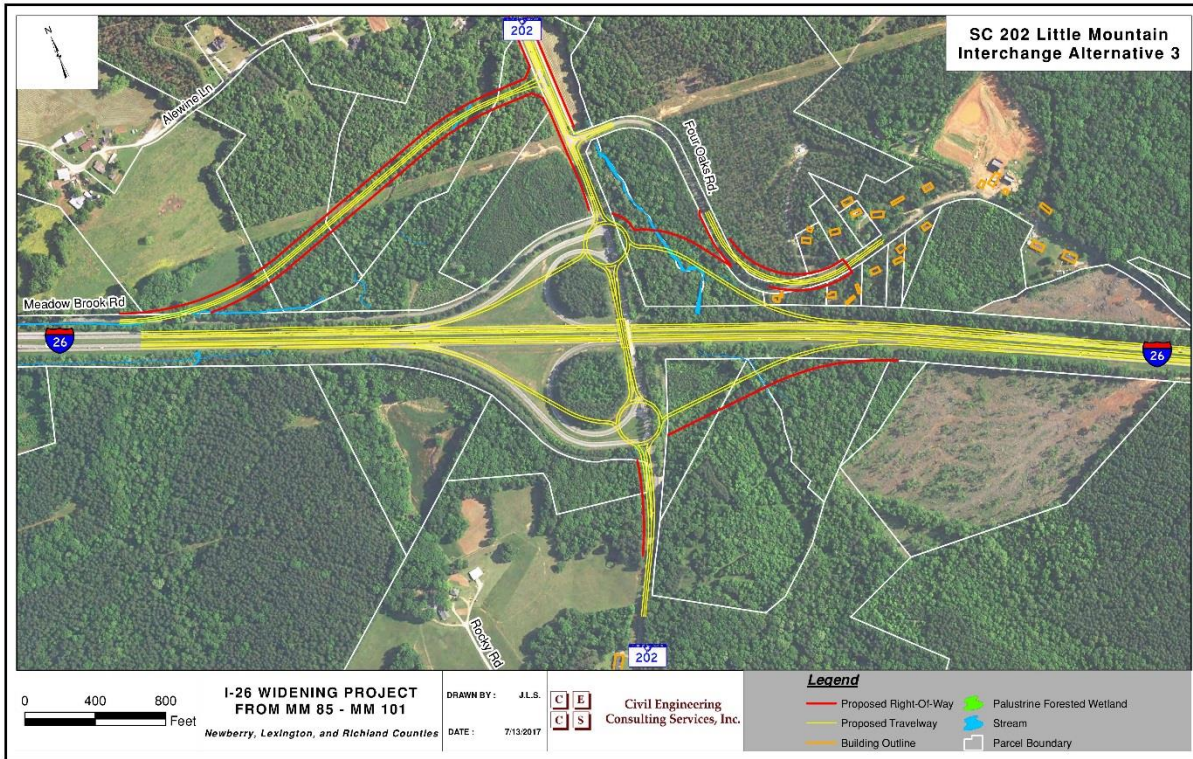 SC 202 Little Mountain
Interchange Alternative 3
N
202
Alewine Ln
Four Oaks Rd.
Meadow Brook Rd
26
26
Rocky Rd
202
0 400 800
Feet
I-26 WIDENING PROJECT
FROM MM 85 - MM 101
Newberry, Lexington, and Richland Counties
DRAWN BY : J.L.S.
DATE : 7/13/2017
C E
C S
Civil Engineering
Consulting Services, Inc.
Legend
Proposed Right-Of-Way
Proposed Travelway
Building Outline
Palustrine Forested Wetland
Stream
Parcel Boundary